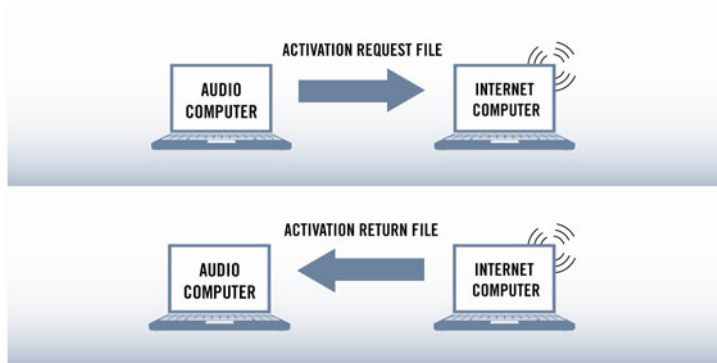 ACTIVATION REQUEST FILE
AUDIO
COMPUTER
INTERNET
COMPUTER
ACTIVATION RETURN FILE
AUDIO
COMPUTER
INTERNET
COMPUTER